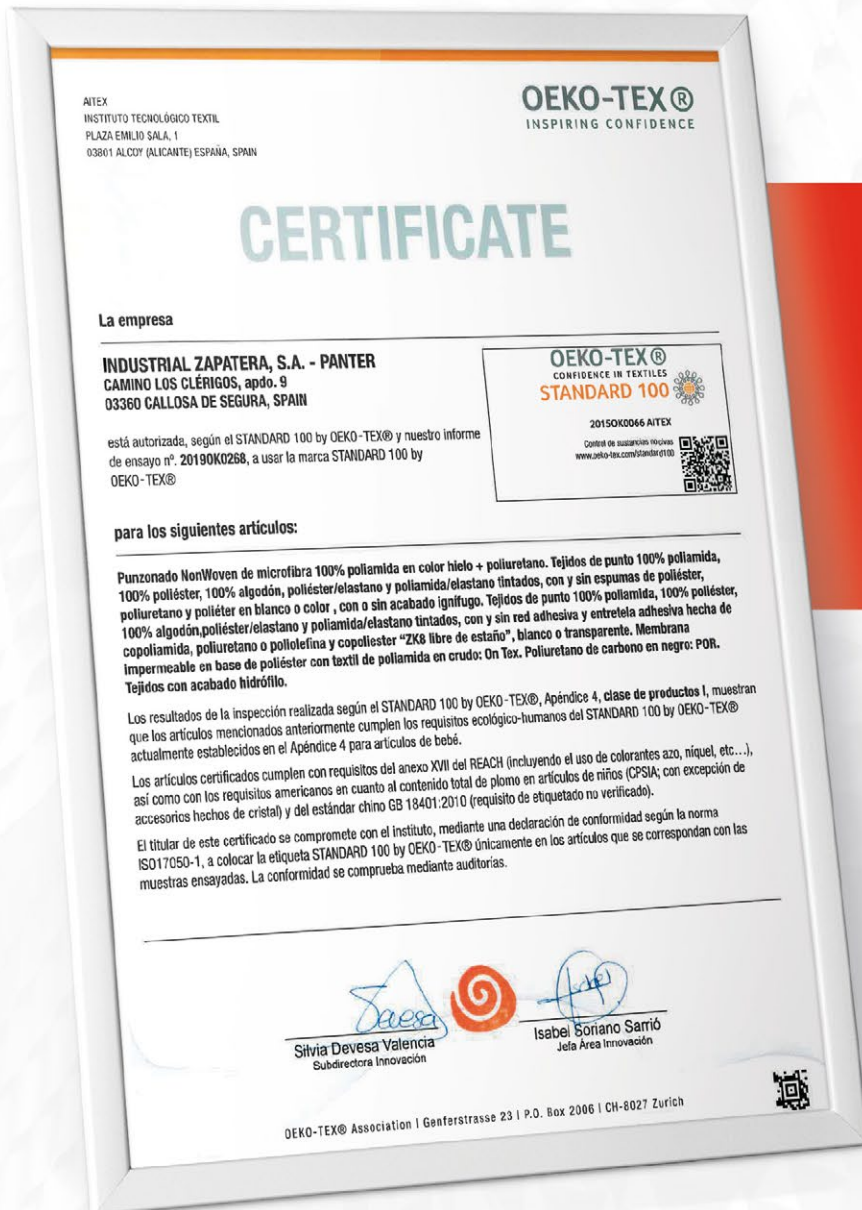 AITEX
INSTITUTO TECNOLÓGICO TEXTIL
PLAZA EMILIO SALA, 1
03801 ALCOY (ALICANTE) ESPAÑA, SPAIN
OEKO-TEX®
INSPIRING CONFIDENCE
CERTIFICATE
La empresa
INDUSTRIAL ZAPATERA, S.A. - PANTER
CAMINO LOS CLÉRIGOS, apdo. 9
03360 CALLOSA DE SEGURA, SPAIN
está autorizada, según el STANDARD 100 by OEKO-TEX® y nuestro informe
de ensayo nº. 2019OK0268, a usar la marca STANDARD 100 by
OEKO-TEX®
OEKO-TEX®
CONFIDENCE IN TEXTILES
STANDARD 100
2015OK0066 AITEX
Control de sustancias nocivas
www.oeko-tex.com/standard100
para los siguientes artículos:
Punzonado NonWoven de microfibra 100% poliamida en color hielo + poliuretano. Tejidos de punto 100% poliamida,
100% poliéster, 100% algodón, poliéster/elastano y poliamida/elastano tintados, con y sin espumas de poliéster,
poliuretano y poliéter en blanco o color , con o sin acabado ignífugo. Tejidos de punto 100% poliamida, 100% poliéster,
100% algodón,poliéster/elastano y poliamida/elastano tintados, con y sin red adhesiva y entretela adhesiva hecha de
copoliamida, poliuretano o poliolefina y copoliester “ZK8 libre de estaño”, blanco o transparente. Membrana
impermeable en base de poliéster con textil de poliamida en crudo: On Tex. Poliuretano de carbono en negro: POR.
Tejidos con acabado hidrófilo.
Los resultados de la inspección realizada según el STANDARD 100 by OEKO-TEX®, Apéndice 4, clase de productos I, muestran
que los artículos mencionados anteriormente cumplen los requisitos ecológico-humanos del STANDARD 100 by OEKO-TEX®
actualmente establecidos en el Apéndice 4 para artículos de bebé.
Los artículos certificados cumplen con requisitos del anexo XVII del REACH (incluyendo el uso de colorantes azo, níquel, etc…),
así como con los requisitos americanos en cuanto al contenido total de plomo en artículos de niños (CPSIA; con excepción de
accesorios hechos de cristal) y del estándar chino GB 18401:2010 (requisito de etiquetado no verificado).
El titular de este certificado se compromete con el instituto, mediante una declaración de conformidad según la norma
ISO17050-1, a colocar la etiqueta STANDARD 100 by OEKO-TEX® únicamente en los artículos que se correspondan con las
muestras ensayadas. La conformidad se comprueba mediante auditorías.
Silvia Devesa Valencia
Subdirectora Innovación
Isabel Soriano Sarrió
Jefa Área Innovación
OEKO-TEX® Association | Genferstrasse 23 | P.O. Box 2006 | CH-8027 Zurich